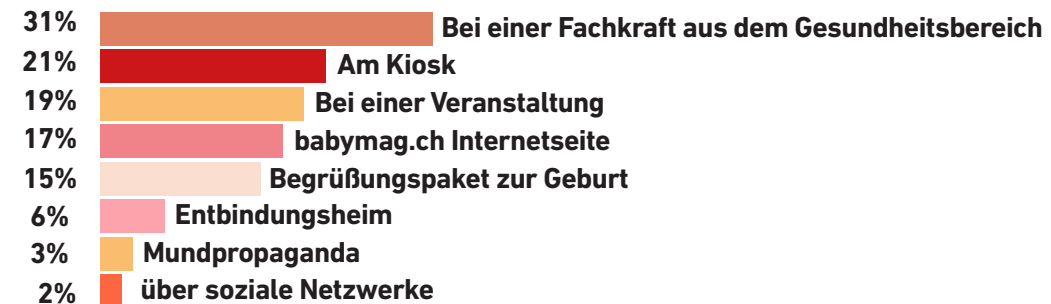 31% Bei einer Fachkraft aus dem Gesundheitsbereich
21% Am Kiosk
19% Bei einer Veranstaltung
17% babymag.ch Internetseite
15% Begrüßungspaket zur Geburt
6% Entbindungsheim
3% Mundpropaganda
2% über soziale Netzwerke